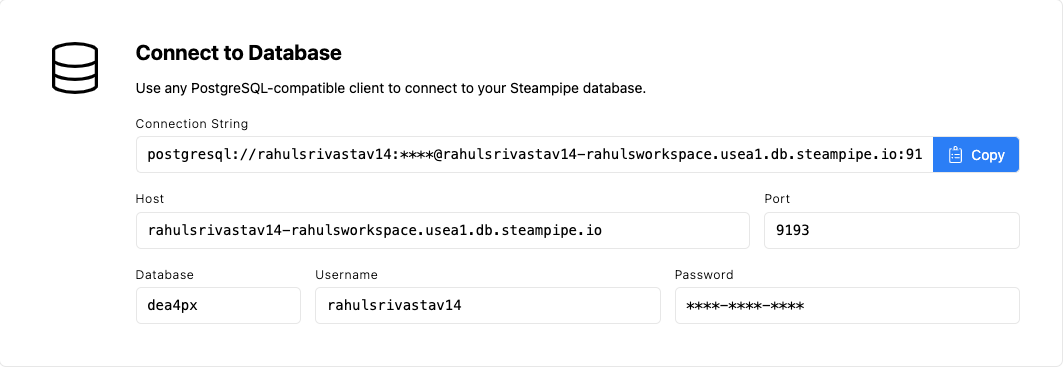 Connect to Database
Use any PostgreSQL-compatible client to connect to your Steampipe database.
Connection String
postgresql://rahulsrivastav14:****@rahulsrivastav14-rahulsworkspace.usea1.db.steampipe.io:91
Copy
Host
Port
rahulsrivastav14-rahulsworkspace.usea1.db.steampipe.io
9193
Database
Username
Password
dea4px
rahulsrivastav14
****-****-****